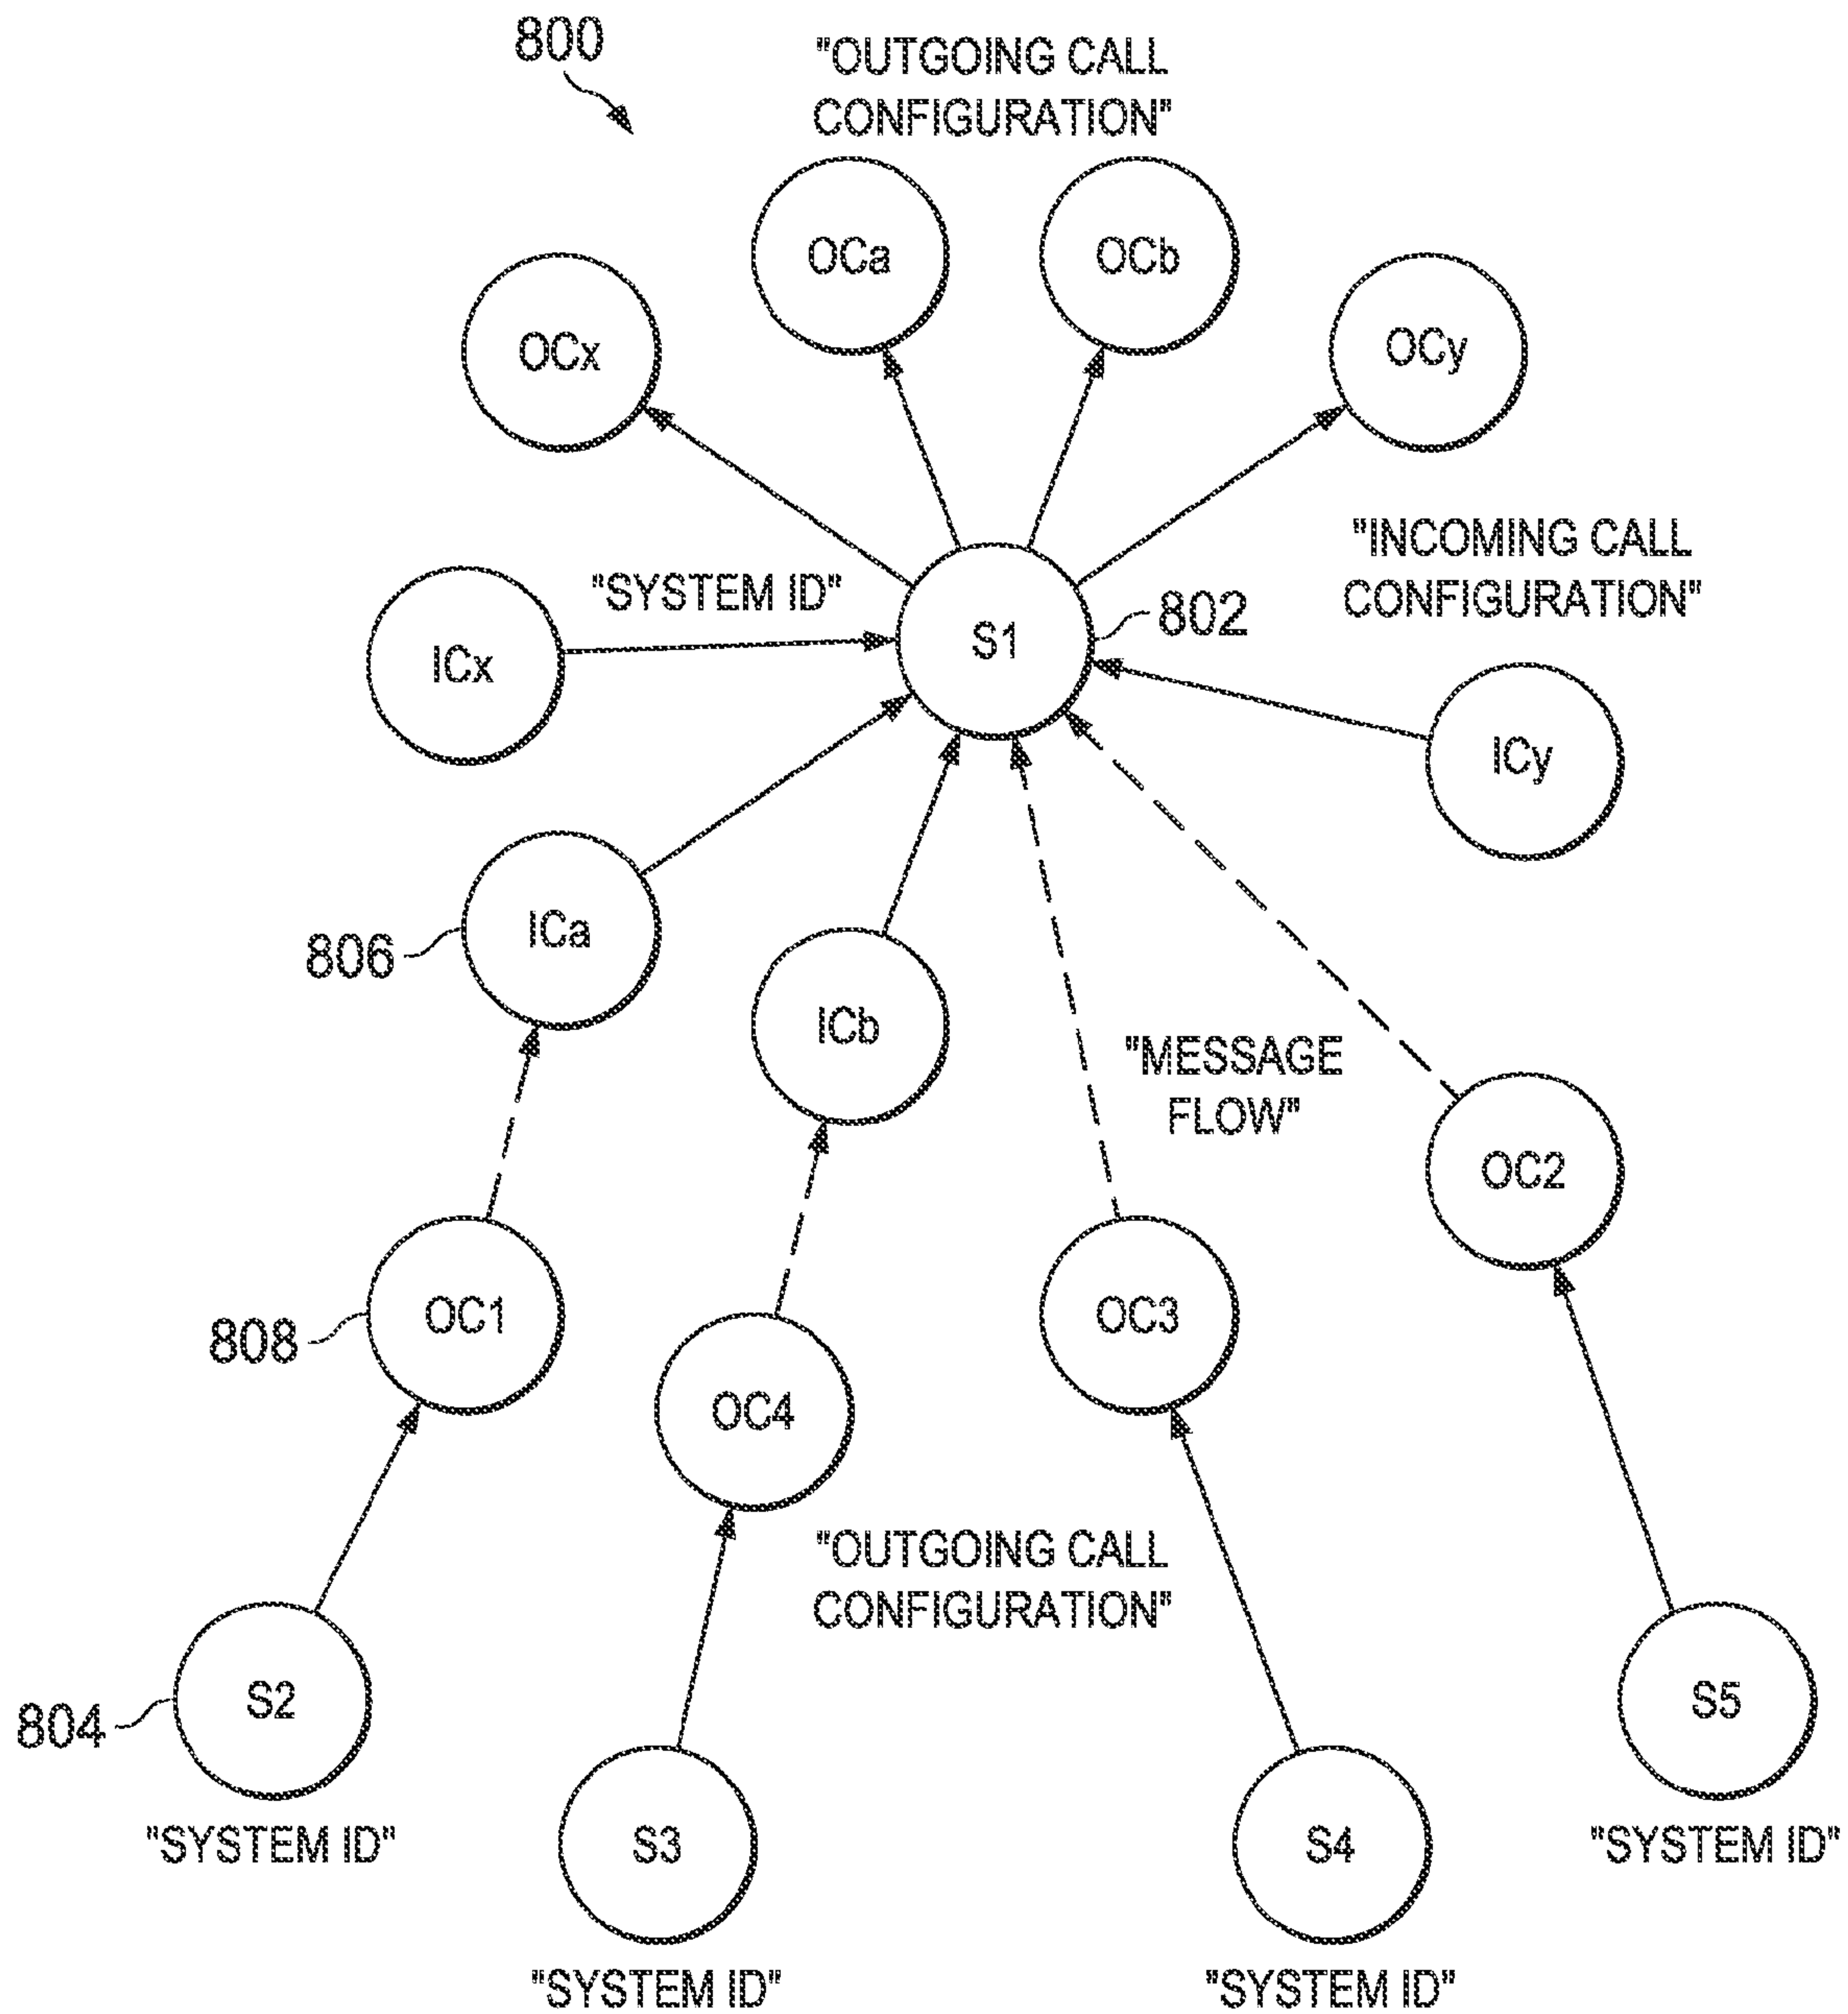 800
"OUTGOING CALL
CONFIGURATION"
OCa
OCb
OCx
OCy
"INCOMING CALL
CONFIGURATION"
"SYSTEM ID"
802
S1
ICx
ICy
ICa
806
ICb
"MESSAGE
FLOW"
OC2
OC1
808
OC3
OC4
"OUTGOING CALL
CONFIGURATION"
S2
804
S5
"SYSTEM ID"
S3
S4
"SYSTEM ID"
"SYSTEM ID"
"SYSTEM ID"